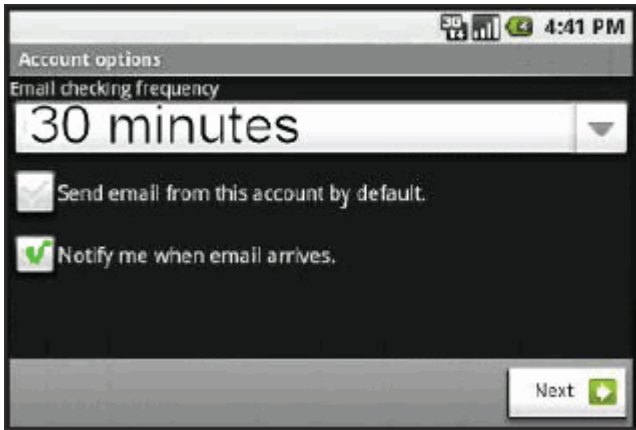 3G
4:41 PM
Account options
Email checking frequency
30 minutes
Send email from this account by default.
Notify me when email arrives.
Next